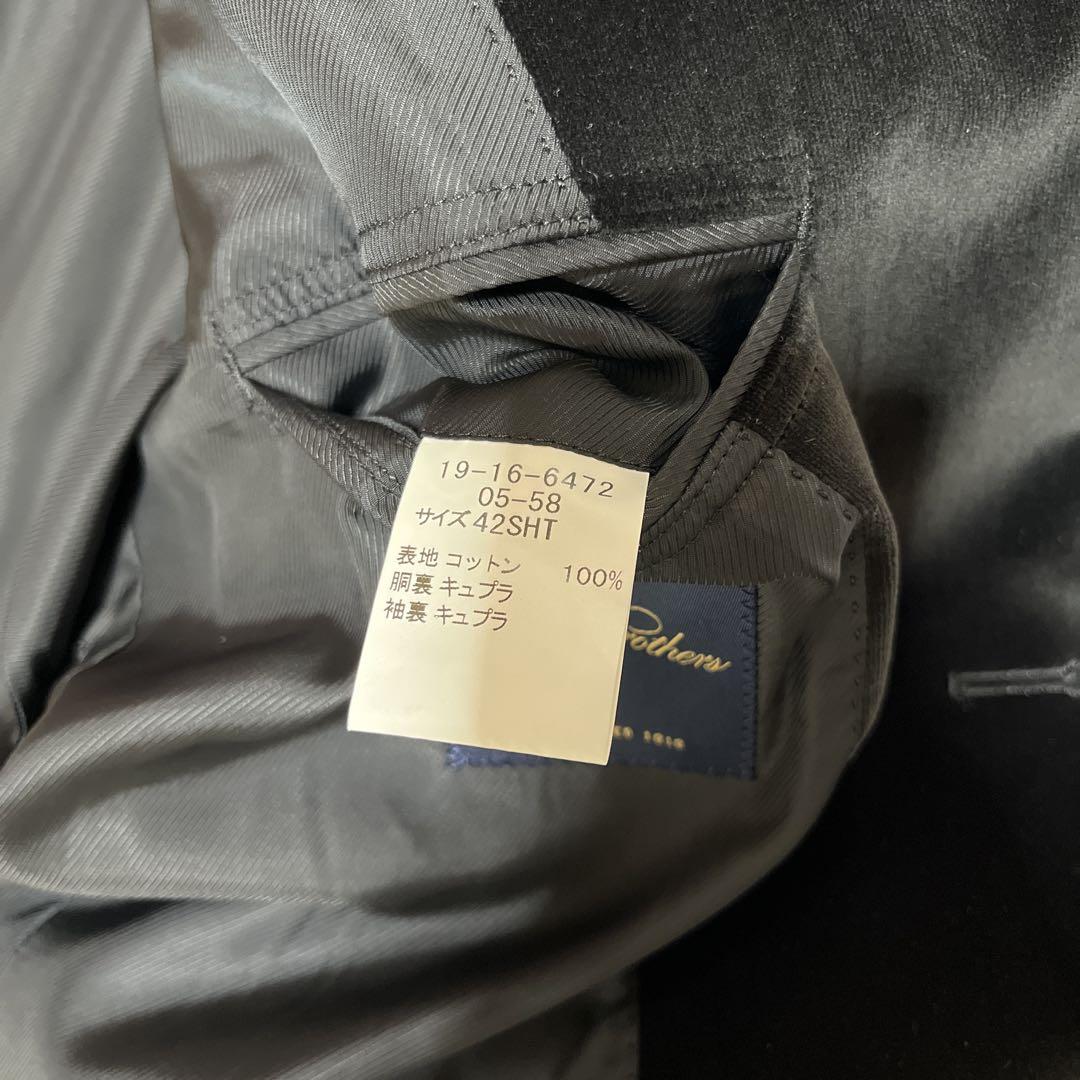 19-16-6472
05-58
サイズ 42SHT
表地 コットン 100%
胴裏 キュプラ
袖裏 キュプラ
1818